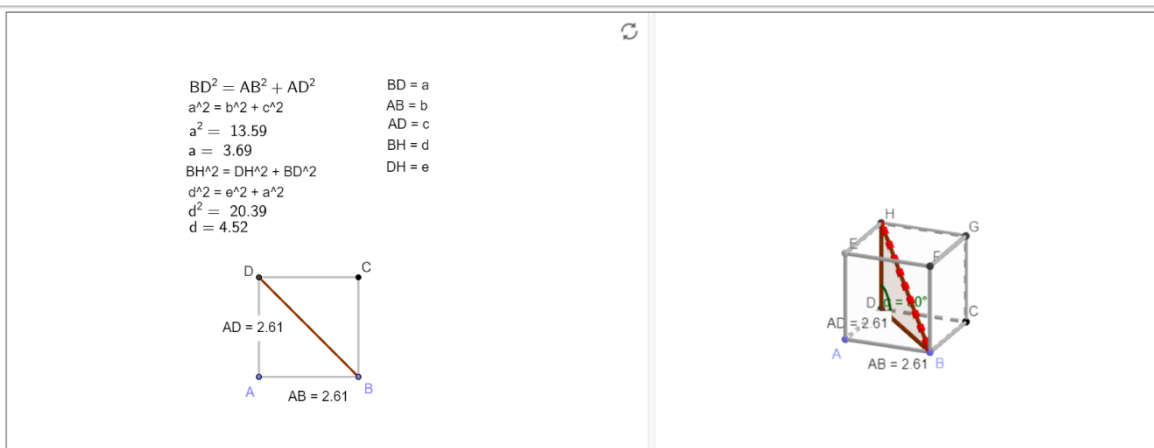 BD² = AB² + AD²
a^2 = b^2 + c^2
a² = 13.59
a = 3.69
BH^2 = DH^2 + BD^2
d^2 = e^2 + a^2
d² = 20.39
d = 4.52
BD = a
AB = b
AD = c
BH = d
DH = e
D
C
AD = 2.61
A
AB = 2.61
B
H
G
E
F
D
C
AD = 2.61
A
AB = 2.61
B